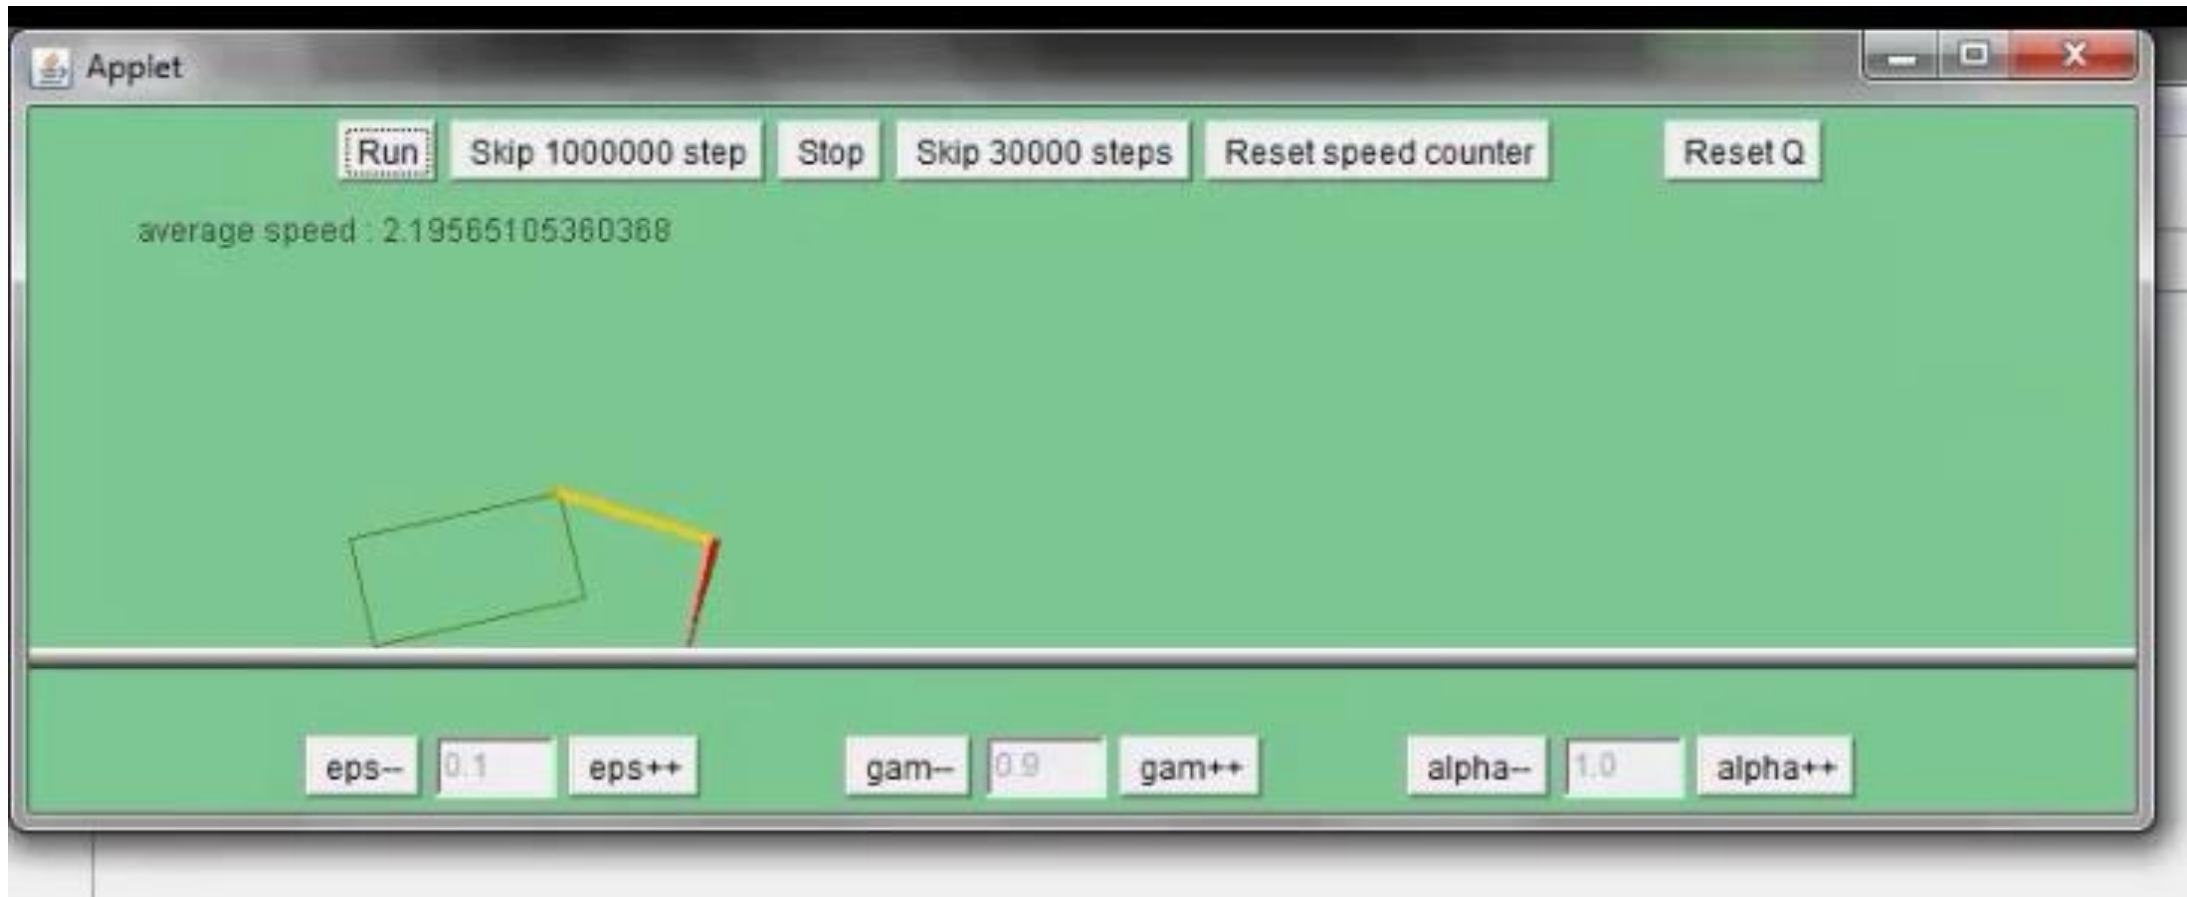 Applet
Run Skip 1000000 step Stop Skip 30000 steps Reset speed counter Reset Q
average speed : 2.19565105360368
eps-- 0.1 eps++ gam-- 0.9 gam++ alpha-- 1.0 alpha++